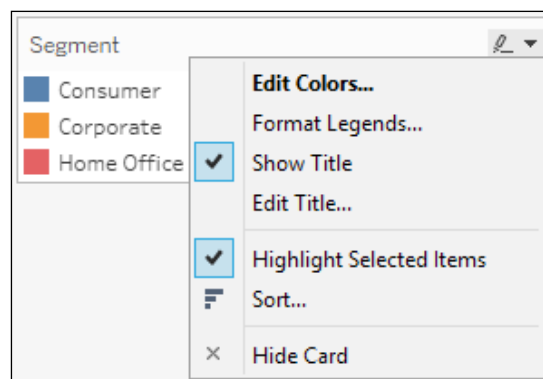 Segment
Consumer
Corporate
Home Office
Edit Colors...
Format Legends...
Show Title
Edit Title...
Highlight Selected Items
Sort...
Hide Card